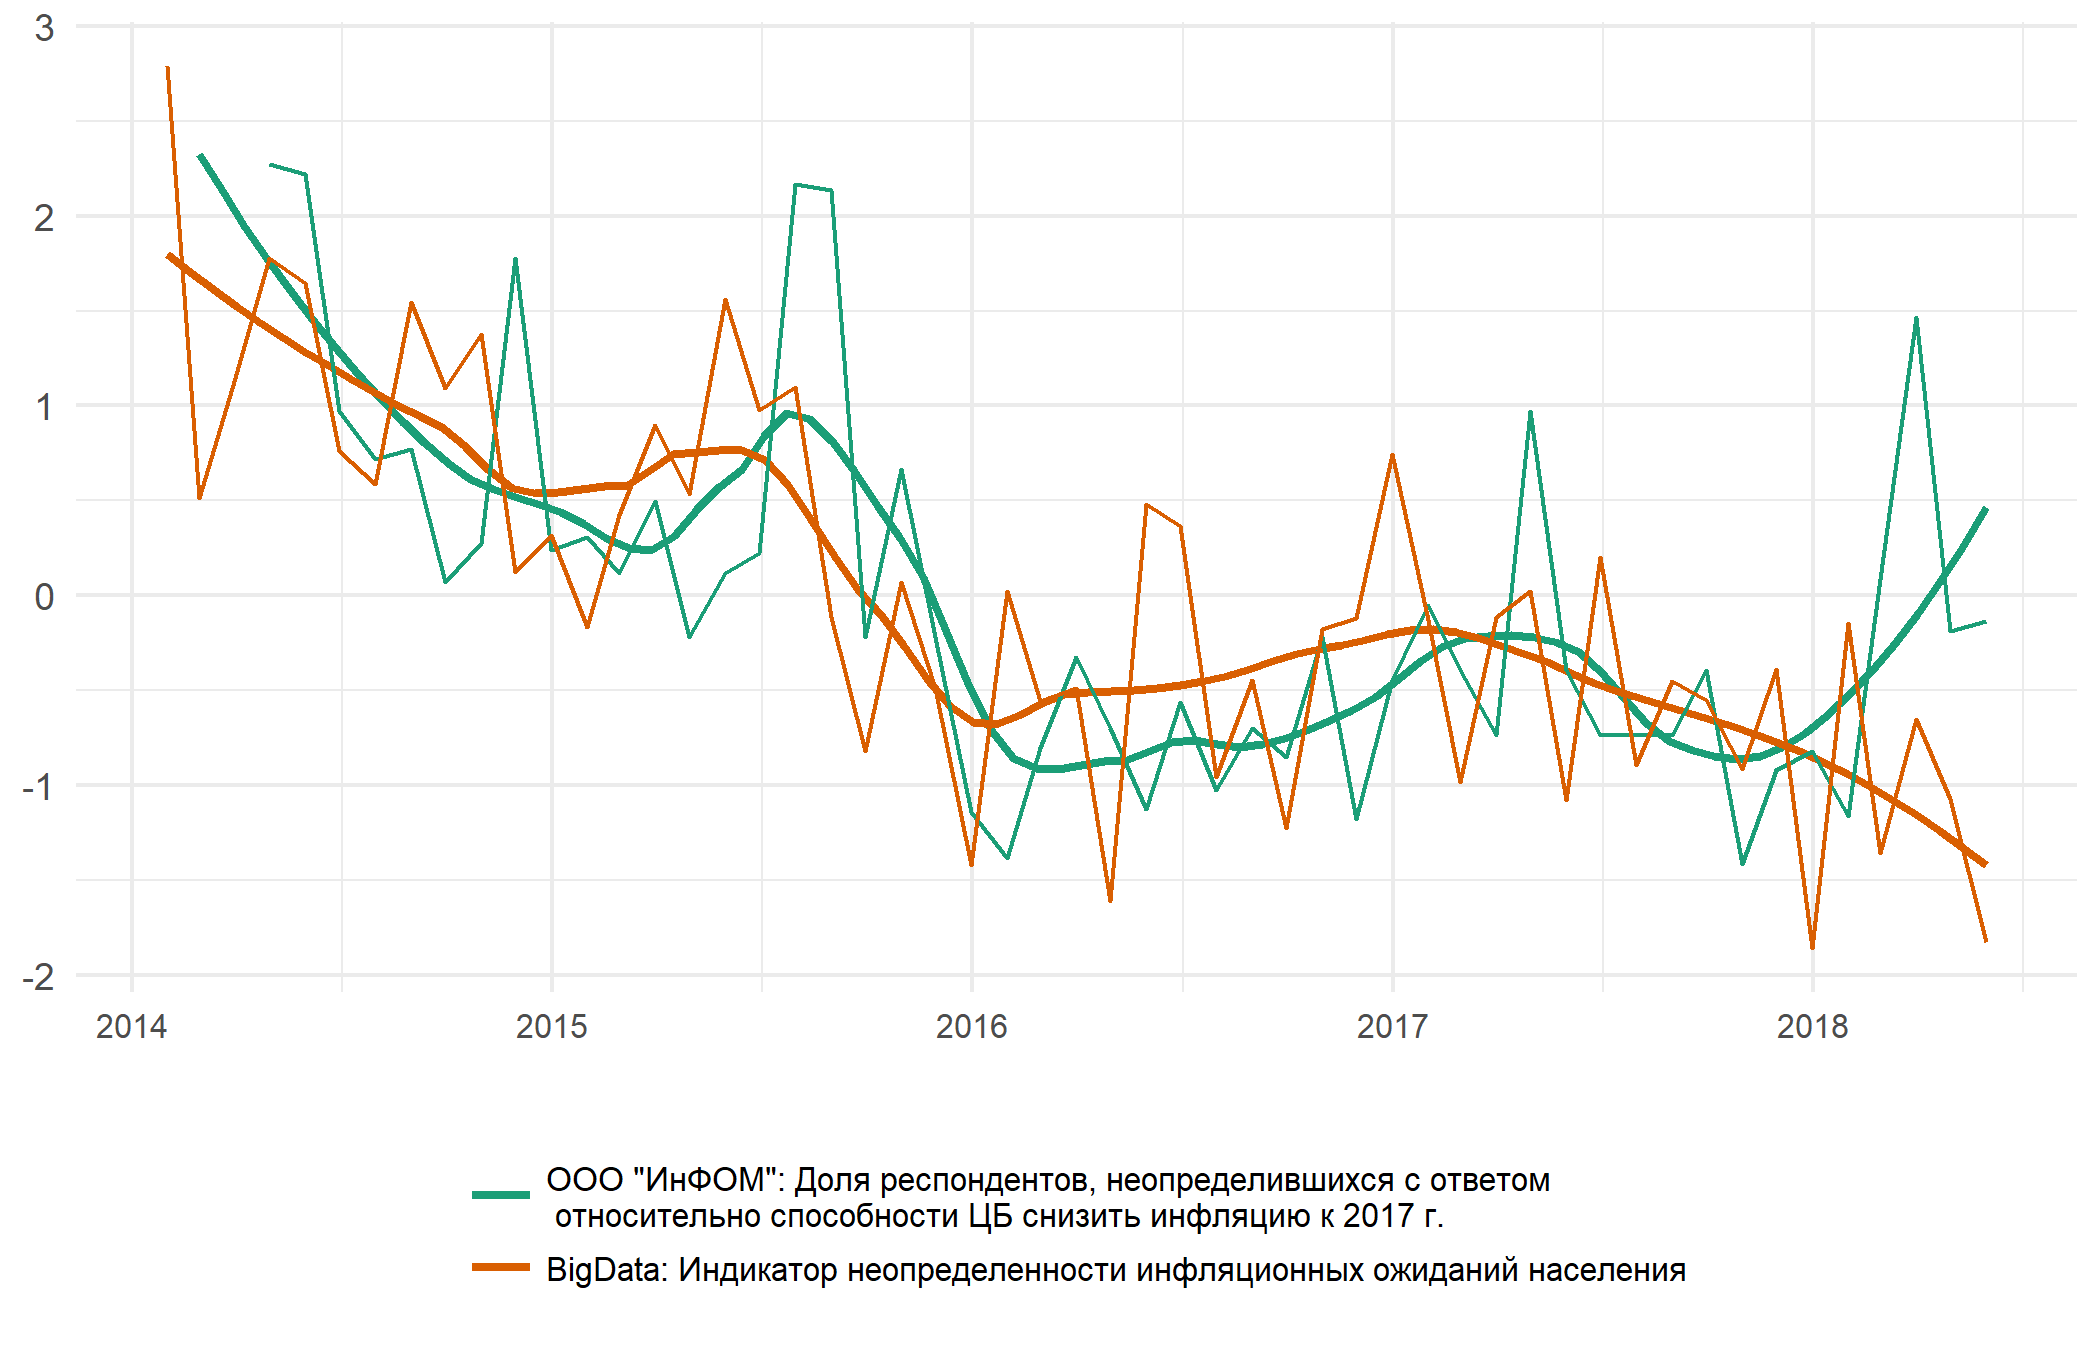 3
2
1
0
-1
-2
2014 2015 2016 2017 2018
ООО "ИнФОМ": Доля респондентов, неопределившихся с ответом
относительно способности ЦБ снизить инфляцию к 2017 г.
BigData: Индикатор неопределенности инфляционных ожиданий населения